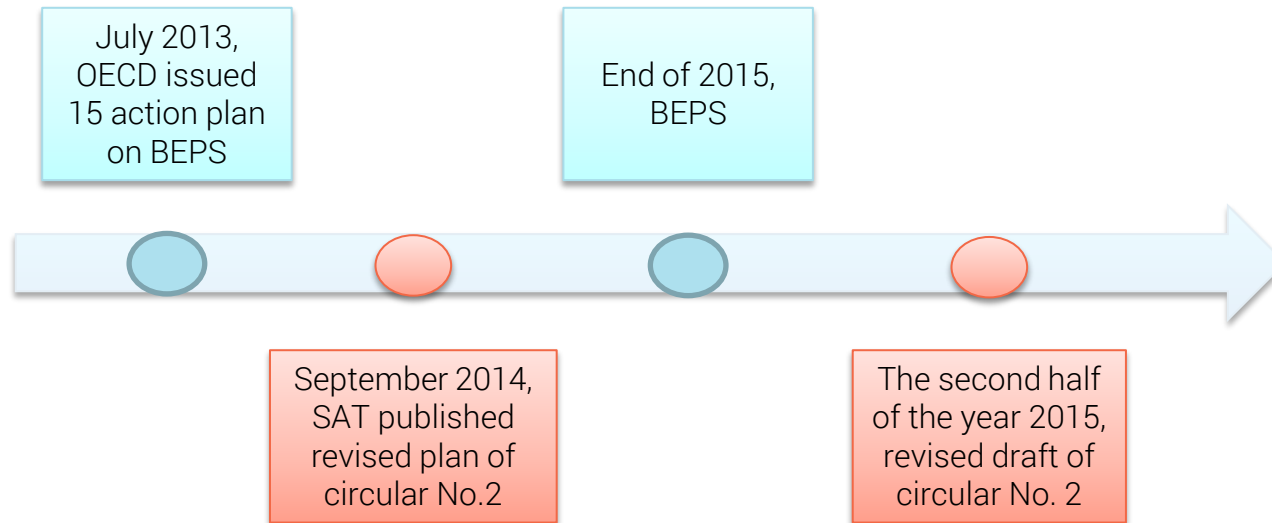 July 2013,
OECD issued
15 action plan
on BEPS
End of 2015,
BEPS
September 2014,
SAT published
revised plan of
circular No.2
The second half
of the year 2015,
revised draft of
circular No. 2